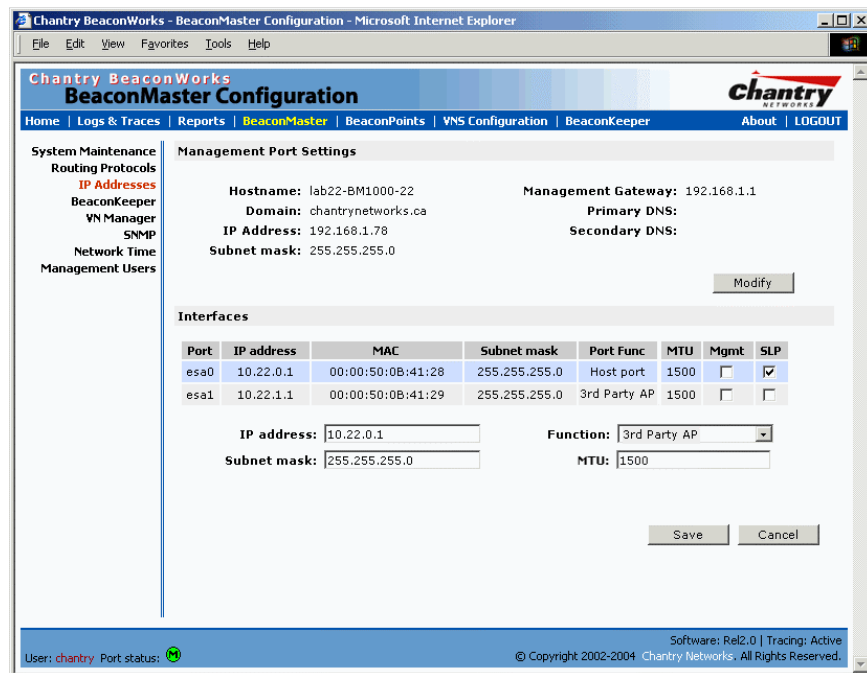 Chantry BeaconWorks - BeaconMaster Configuration - Microsoft Internet Explorer
File Edit View Favorites Tools Help
Chantry BeaconWorks
BeaconMaster Configuration
Chantry
NETWORKS
Home | Logs & Traces | Reports | BeaconMaster | BeaconPoints | VNS Configuration | BeaconKeeper About | LOGOUT
System Maintenance
Routing Protocols
IP Addresses
BeaconKeeper
VN Manager
SNMP
Network Time
Management Users
Management Port Settings
Hostname: lab22-BM1000-22 Management Gateway: 192.168.1.1
Domain: chantrynetworks.ca Primary DNS:
IP Address: 192.168.1.78 Secondary DNS:
Subnet mask: 255.255.255.0
Modify
Interfaces
Port IP address MAC Subnet mask Port Func MTU Mgmt SLP
esa0 10.22.0.1 00:00:50:0B:41:28 255.255.255.0 Host port 1500
esa1 10.22.1.1 00:00:50:0B:41:29 255.255.255.0 3rd Party AP 1500
IP address: 10.22.0.1 Function: 3rd Party AP
Subnet mask: 255.255.255.0 MTU: 1500
Save Cancel
Software: Rel2.0 | Tracing: Active
User: chantry Port status: M © Copyright 2002-2004 Chantry Networks. All Rights Reserved.